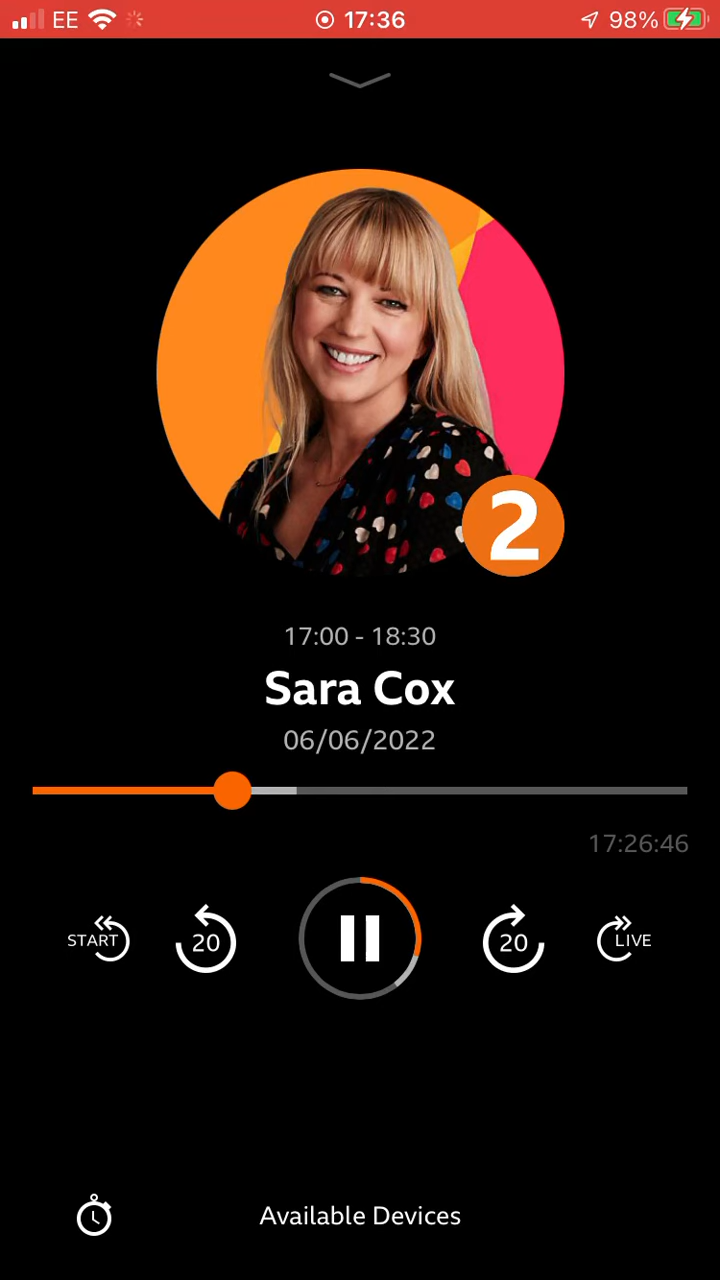 EE 17:36 98%
2
17:00 - 18:30
Sara Cox
06/06/2022
17:26:46
START 20 20 LIVE
Available Devices